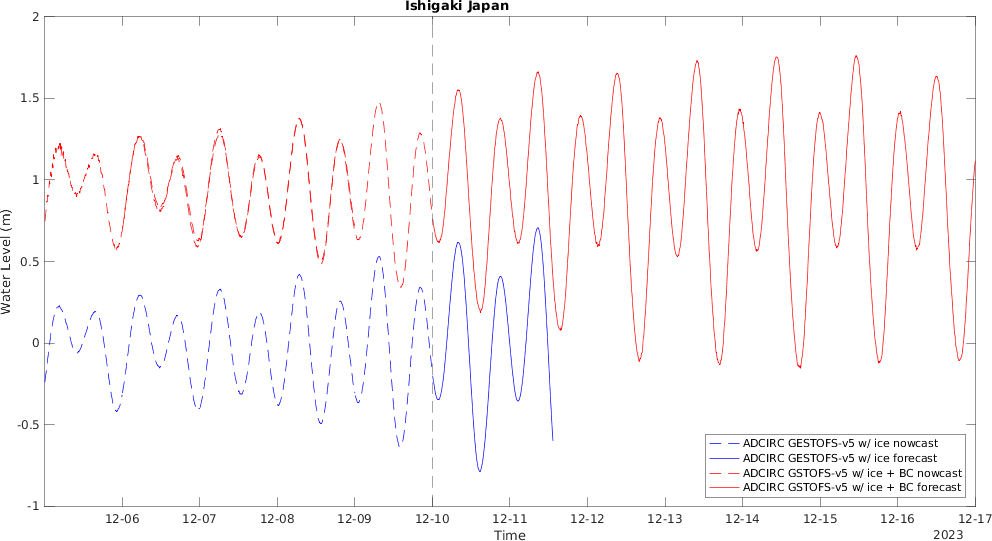 Ishigaki Japan
2
1.5
1
0.5
0
-0.5
-1
Water Level (m)
ADCIRC GESTOFS-v5 w/ ice nowcast
ADCIRC GESTOFS-v5 w/ ice forecast
ADCIRC GSTOFS-v5 w/ ice + BC nowcast
ADCIRC GSTOFS-v5 w/ ice + BC forecast
12-06 12-07 12-08 12-09 12-10 12-11 12-12 12-13 12-14 12-15 12-16 12-17
Time
2023